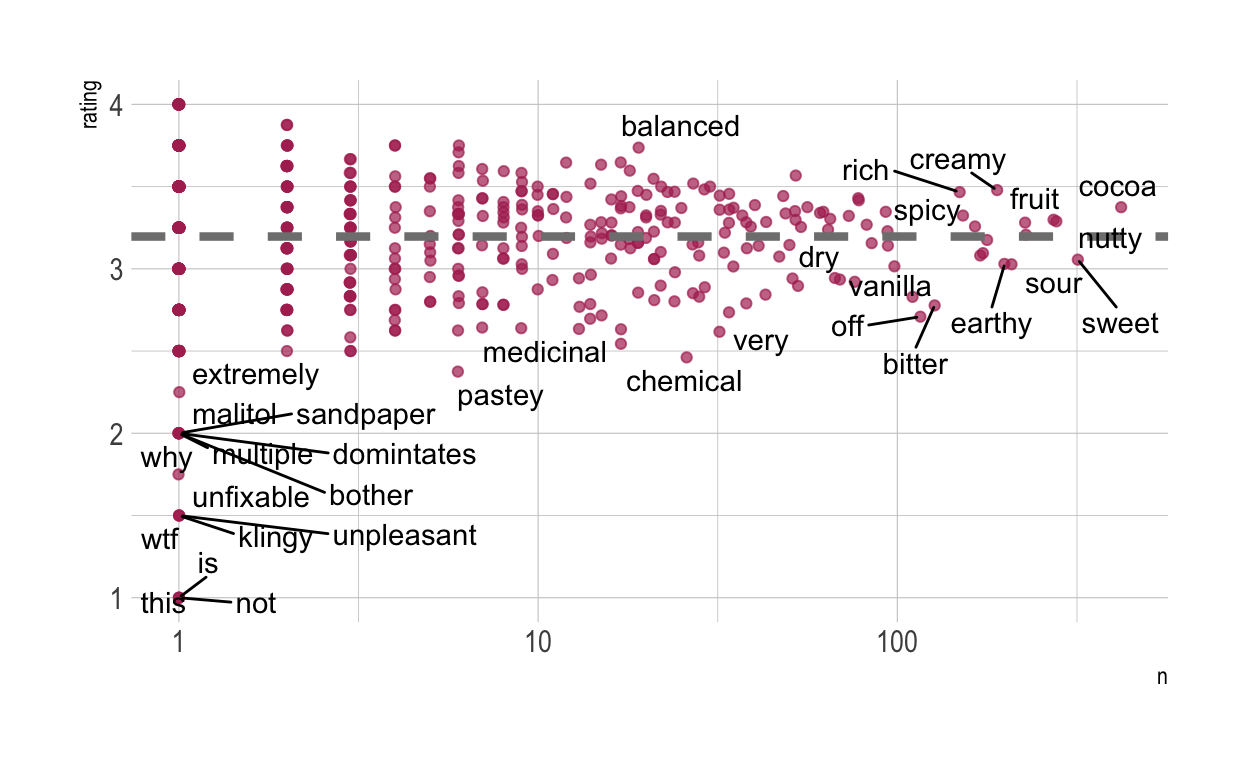 rating
4
balanced
rich
creamy
fruit
cocoa
spicy
nutty
3
dry
vanilla
sour
off
earthy
sweet
very
bitter
medicinal
chemical
extremely
pastey
malitol
sandpaper
2
why
multiple
domintates
unfixable
bother
wtf
klingy
unpleasant
is
1
this
not
1
10
100
n